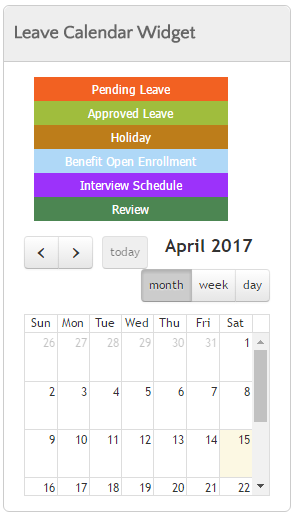 Leave Calendar Widget
Pending Leave
Approved Leave
Holiday
Benefit Open Enrollment
Interview Schedule
Review
today April 2017
month week day
Sun Mon Tue Wed Thu Fri Sat
26 27 28 29 30 31 1
2 3 4 5 6 7 8
9 10 11 12 13 14 15
16 17 18 19 20 21 22